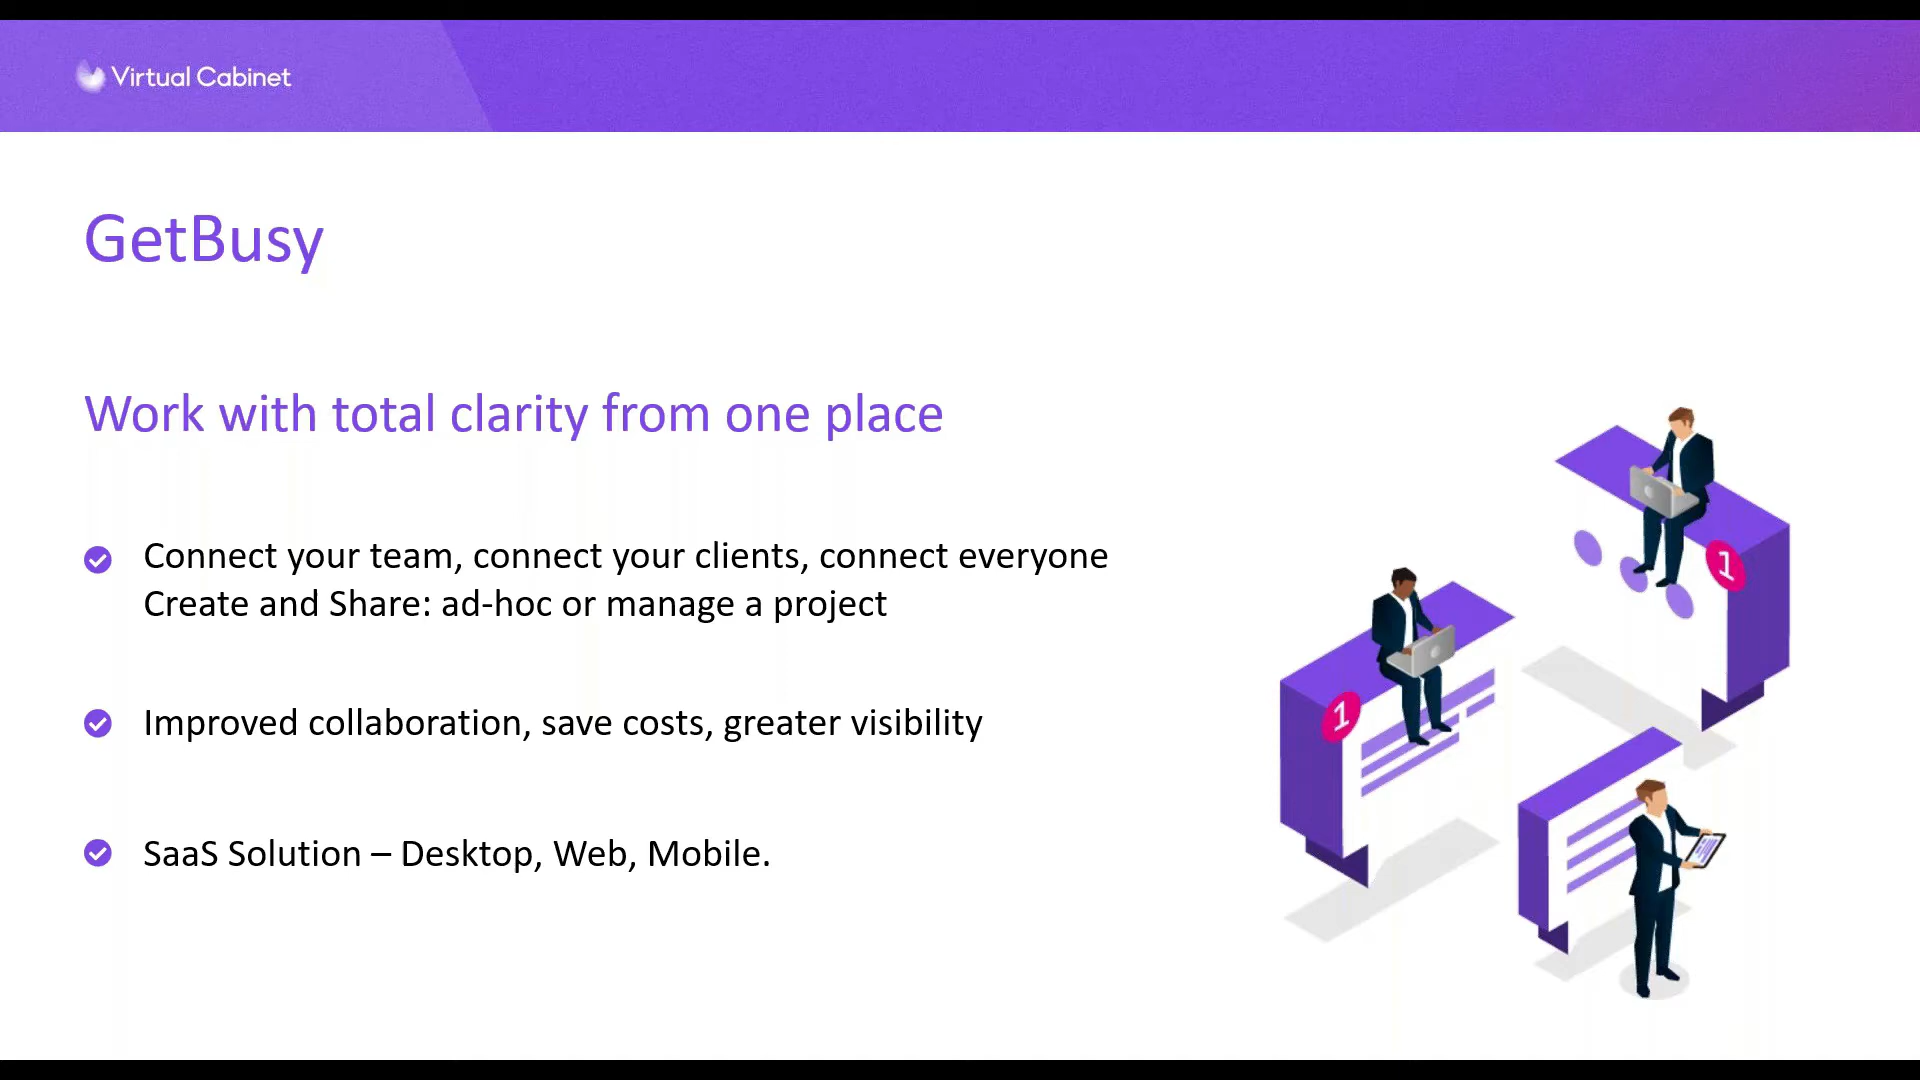 Virtual Cabinet
GetBusy
Work with total clarity from one place
Connect your team, connect your clients, connect everyone
Create and Share: ad-hoc or manage a project
Improved collaboration, save costs, greater visibility
SaaS Solution – Desktop, Web, Mobile.
1
1